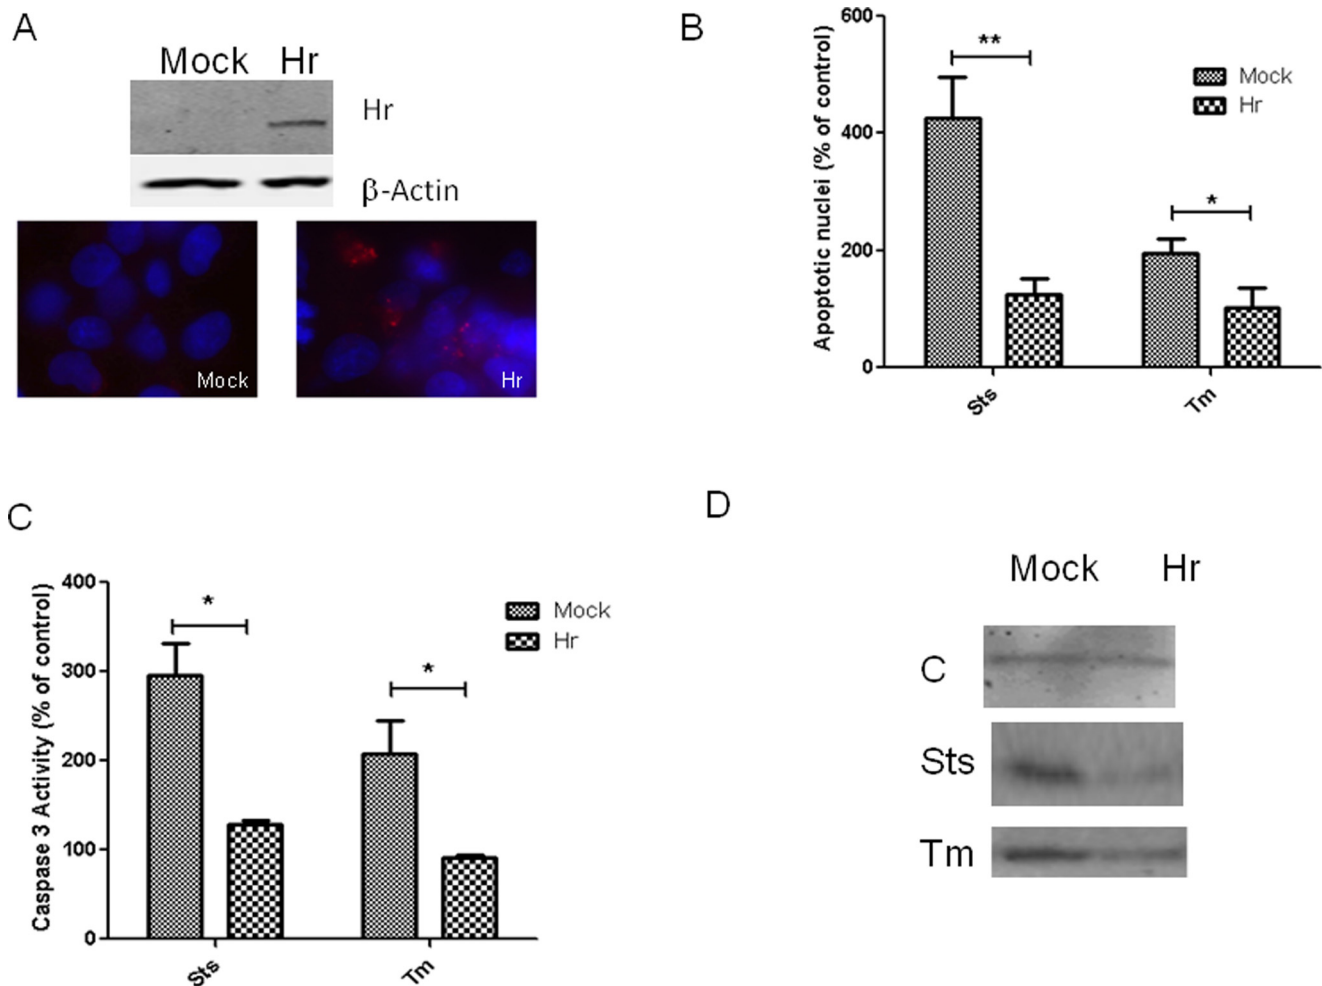 A
Mock Hr
Hr
β-Actin
Mock
Hr
B
Apoptotic nuclei (% of control)
600
400
200
0
**
*
Mock
Hr
Sts
Tm
C
Caspase 3 Activity (% of control)
400
300
200
100
0
*
*
Mock
Hr
Sts
Tm
D
Mock Hr
C
Sts
Tm